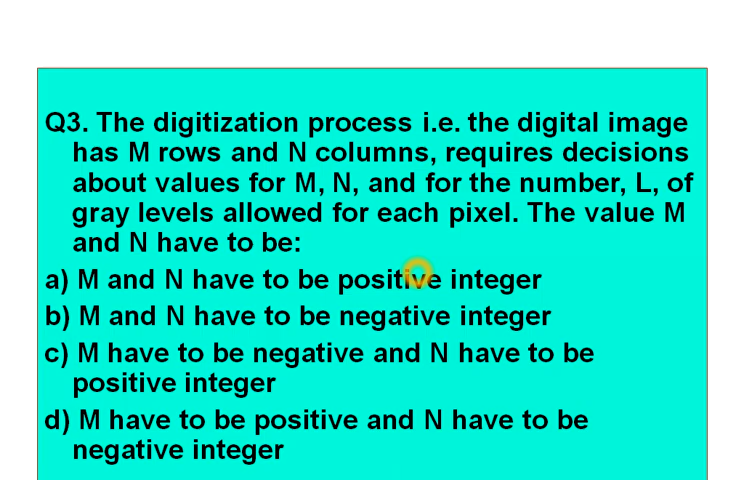 Q3. The digitization process i.e. the digital image
has M rows and N columns, requires decisions
about values for M, N, and for the number, L, of
gray levels allowed for each pixel. The value M
and N have to be:
a) M and N have to be positive integer
b) M and N have to be negative integer
c) M have to be negative and N have to be
positive integer
d) M have to be positive and N have to be
negative integer